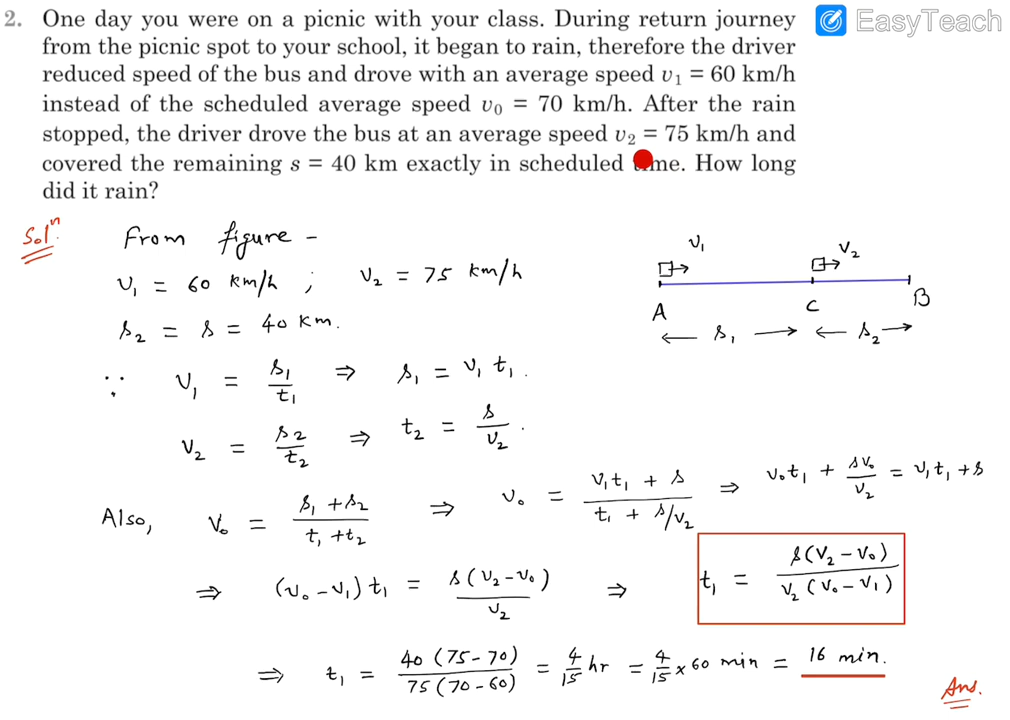 2. One day you were on a picnic with your class. During return journey
EasyTeach
from the picnic spot to your school, it began to rain, therefore the driver
reduced speed of the bus and drove with an average speed v₁ = 60 km/h
instead of the scheduled average speed v₀ = 70 km/h. After the rain
stopped, the driver drove the bus at an average speed v₂ = 75 km/h and
covered the remaining s = 40 km exactly in scheduled me. How long
did it rain?
Solⁿ.
From figure -
v₁ = 60 km/h ; v₂ = 75 km/h
s₂ = s = 40 km.
v₁ v₂
A C B
← s₁ → ← s₂ →
∵ v₁ = s₁/t₁ ⇒ s₁ = v₁ t₁.
v₂ = s₂/t₂ ⇒ t₂ = s/v₂.
Also, v₀ = (s₁ + s₂)/(t₁ + t₂) ⇒ v₀ = (v₁t₁ + s)/(t₁ + s/v₂) ⇒ v₀t₁ + sv₀/v₂ = v₁t₁ + s
⇒ (v₀ - v₁) t₁ = s(v₂ - v₀)/v₂ ⇒ t₁ = s(v₂ - v₀)/v₂(v₀ - v₁)
⇒ t₁ = 40 (75 - 70)/75 (70 - 60) = 4/15 hr = 4/15 × 60 min = 16 min.
Ans.